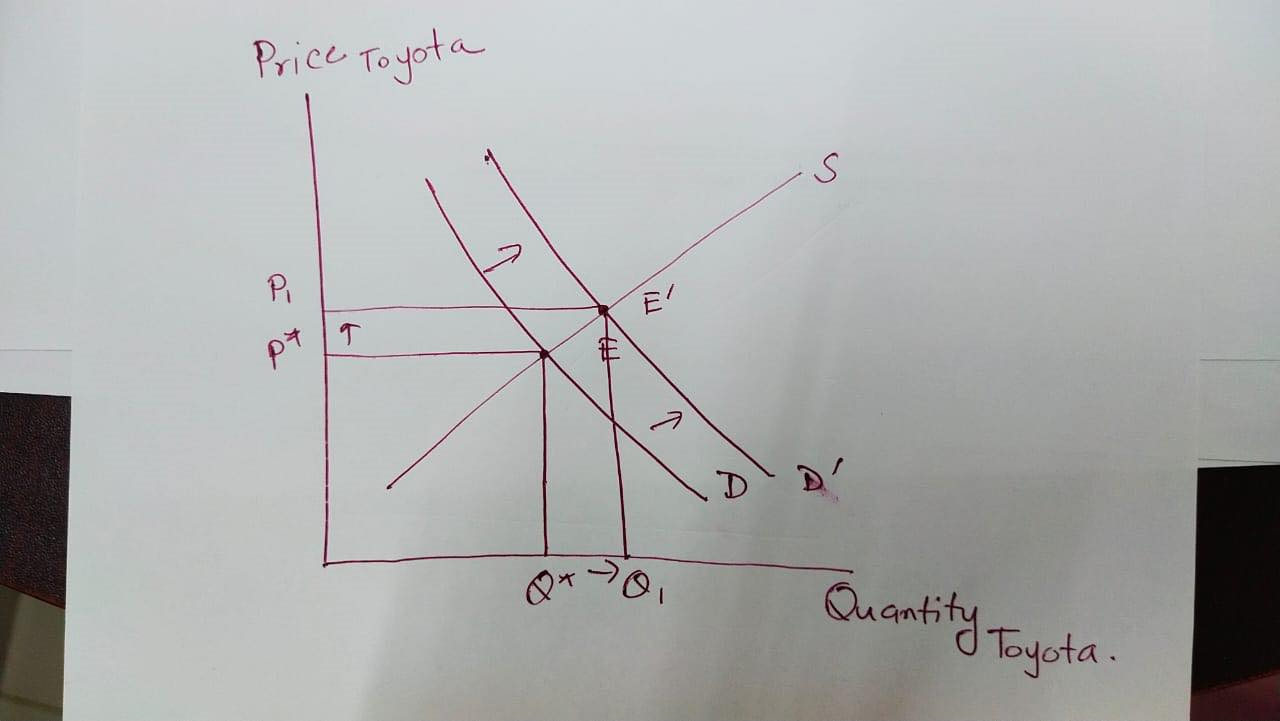 Price Toyota
S
P₁
E'
P*
↑
E
D
D'
Q* → Q₁
Quantity
Toyota.